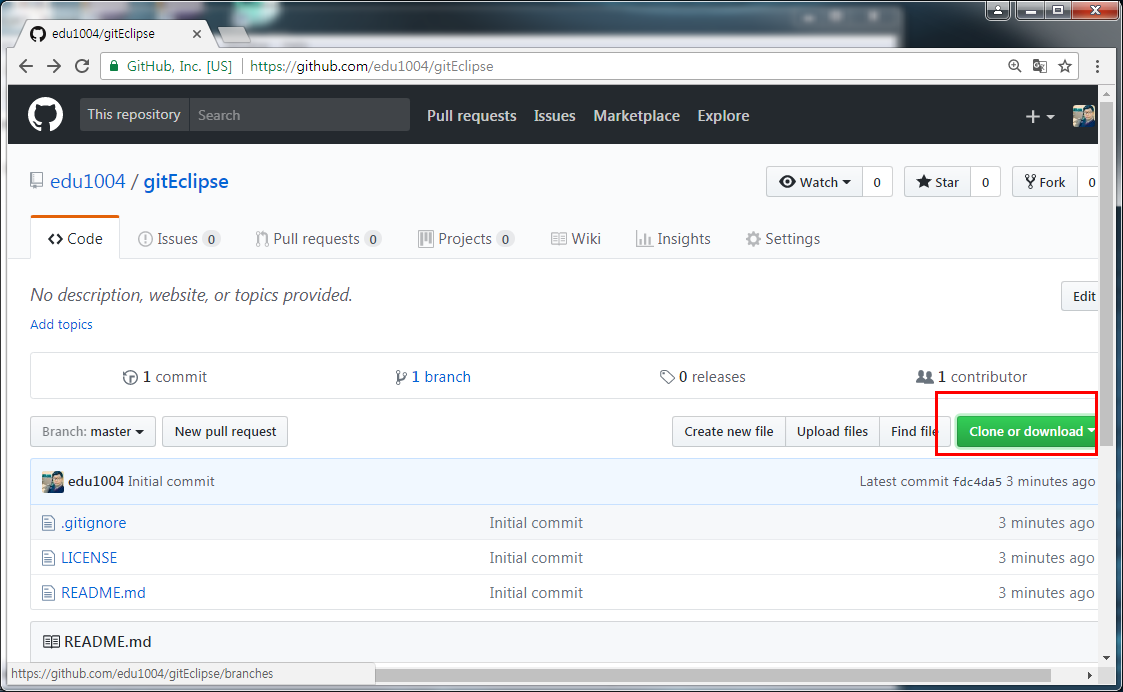 edu1004/gitEclipse
GitHub, Inc. [US] https://github.com/edu1004/gitEclipse
This repository Search Pull requests Issues Marketplace Explore
edu1004 / gitEclipse Watch 0 Star 0 Fork 0
Code Issues 0 Pull requests 0 Projects 0 Wiki Insights Settings
No description, website, or topics provided. Edit
Add topics
1 commit 1 branch 0 releases 1 contributor
Branch: master New pull request Create new file Upload files Find file Clone or download
edu1004 Initial commit Latest commit fdc4da5 3 minutes ago
.gitignore Initial commit 3 minutes ago
LICENSE Initial commit 3 minutes ago
README.md Initial commit 3 minutes ago
README.md
https://github.com/edu1004/gitEclipse/branches